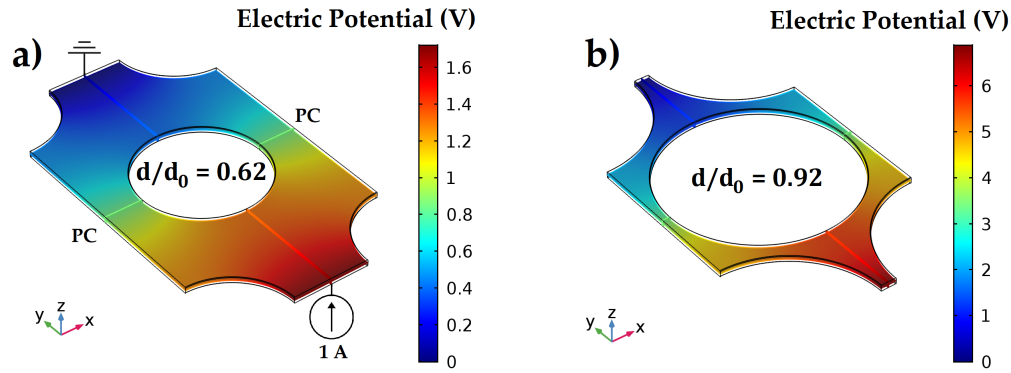 Electric Potential (V)
a)
PC
d/d₀ = 0.62
PC
y z x
1 A
1.6
1.4
1.2
1
0.8
0.6
0.4
0.2
0
Electric Potential (V)
b)
d/d₀ = 0.92
y z x
6
5
4
3
2
1
0